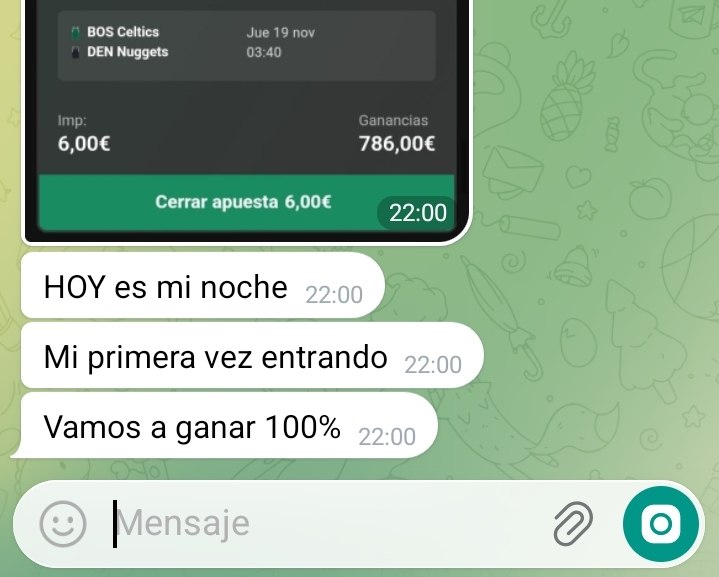 BOS Celtics
Jue 19 nov
DEN Nuggets
03:40
Imp:
Ganancias
6,00€
786,00€
Cerrar apuesta 6,00€
22:00
HOY es mi noche 22:00
Mi primera vez entrando 22:00
Vamos a ganar 100% 22:00
Mensaje